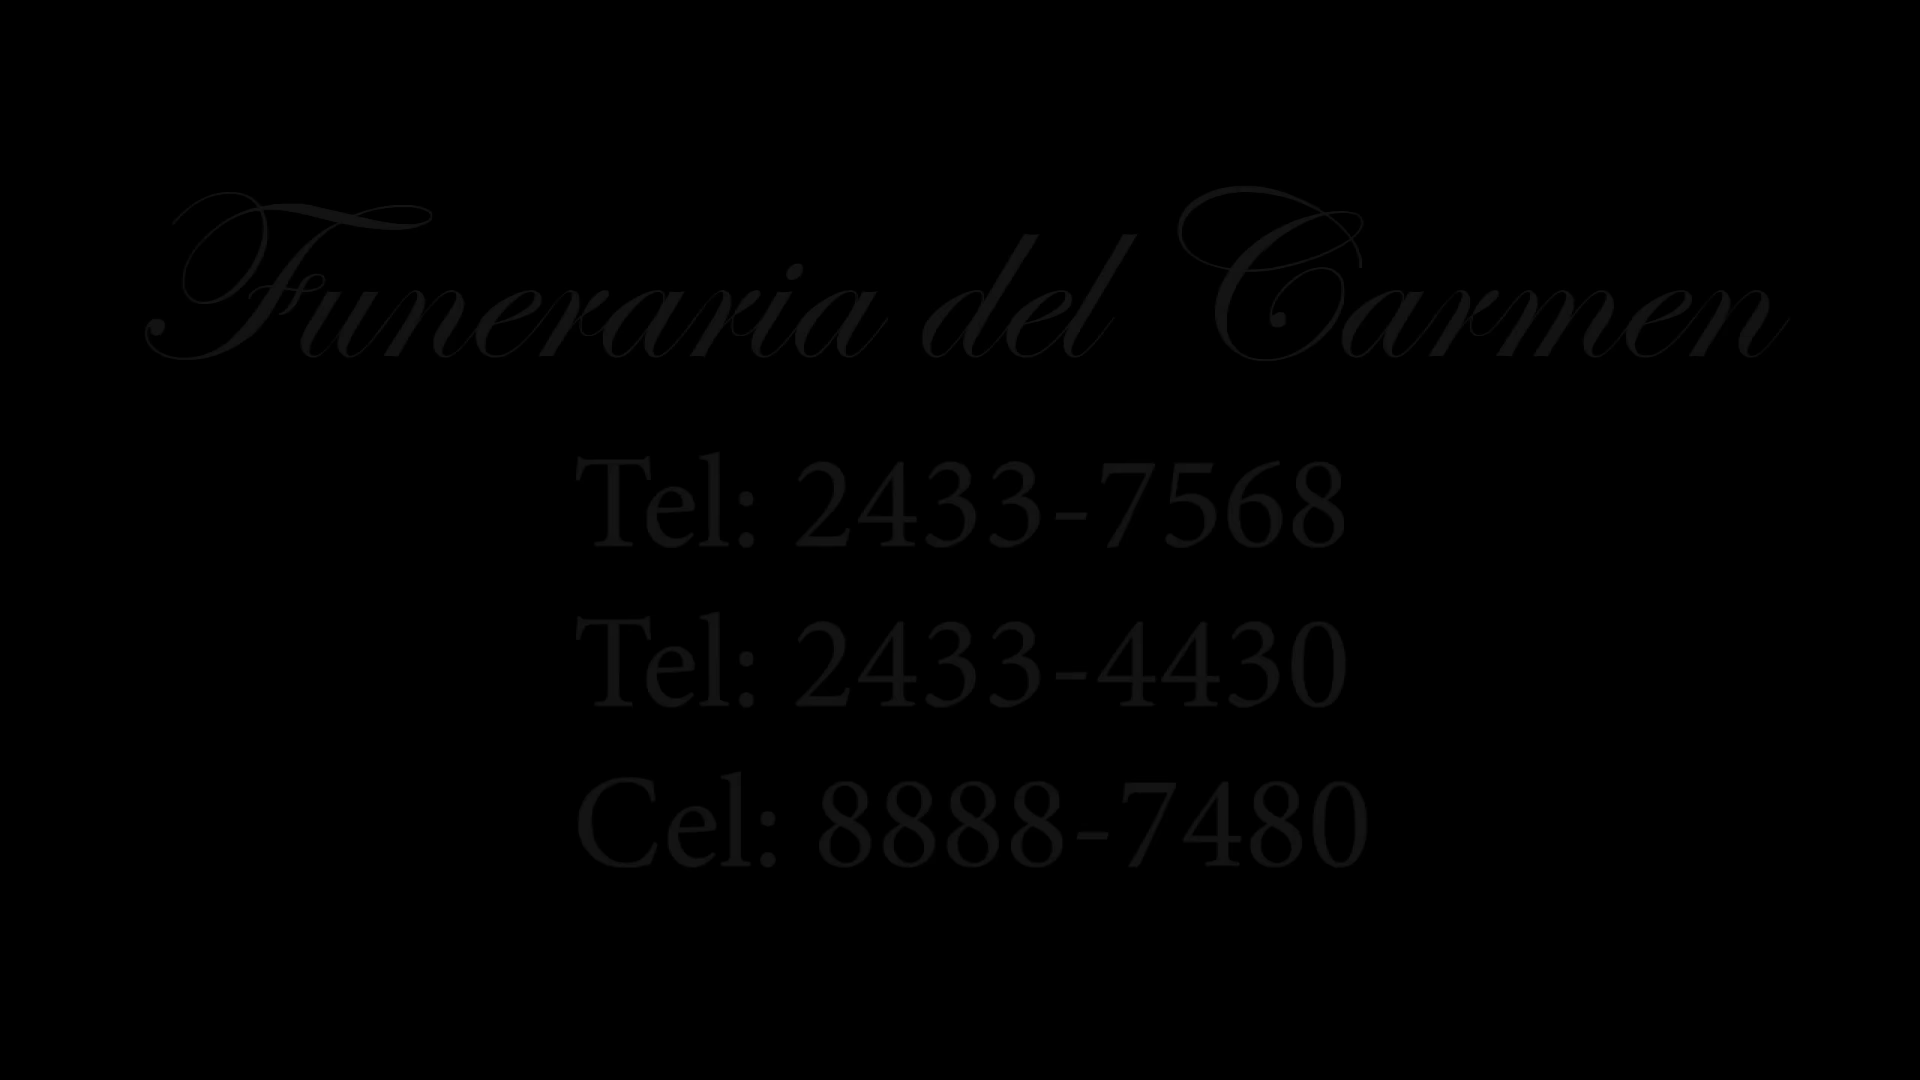 Funeraria del Carmen
Tel: 2433-7568
Tel: 2433-4430
Cel: 8888-7480